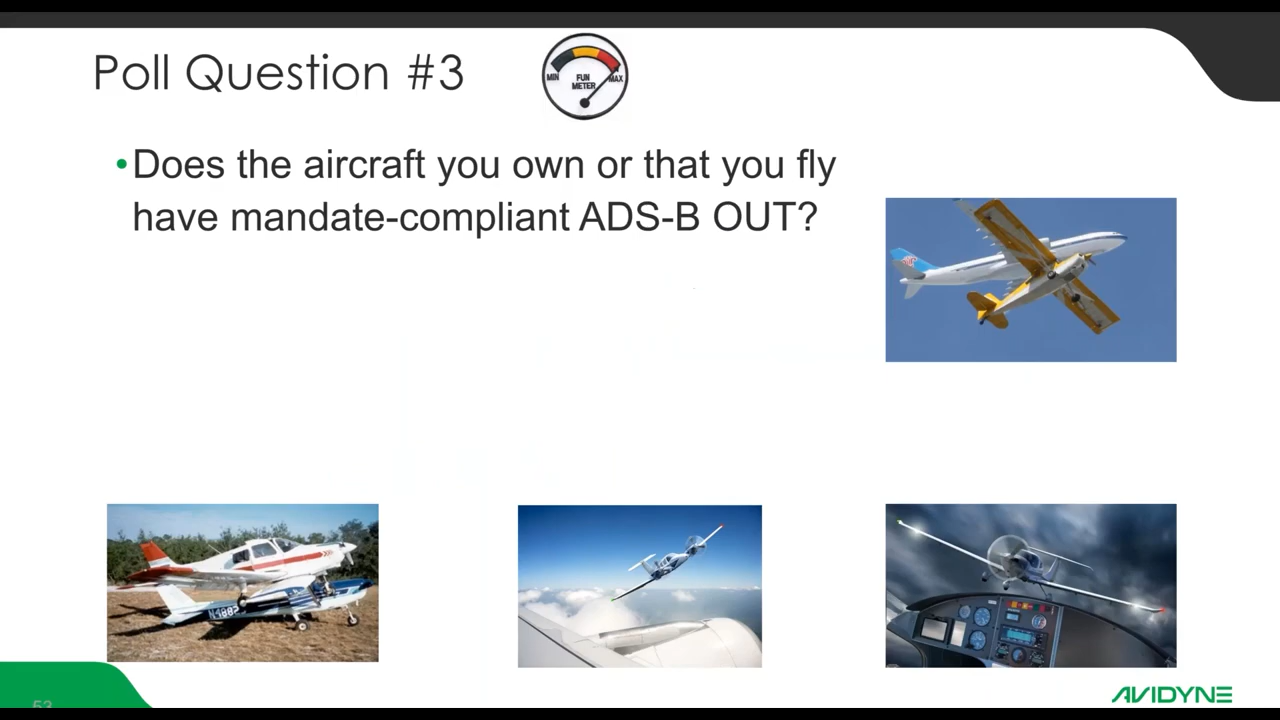 Poll Question #3
MIN
FUN
METER
MAX
•Does the aircraft you own or that you fly
have mandate-compliant ADS-B OUT?
53
AVIDYNE